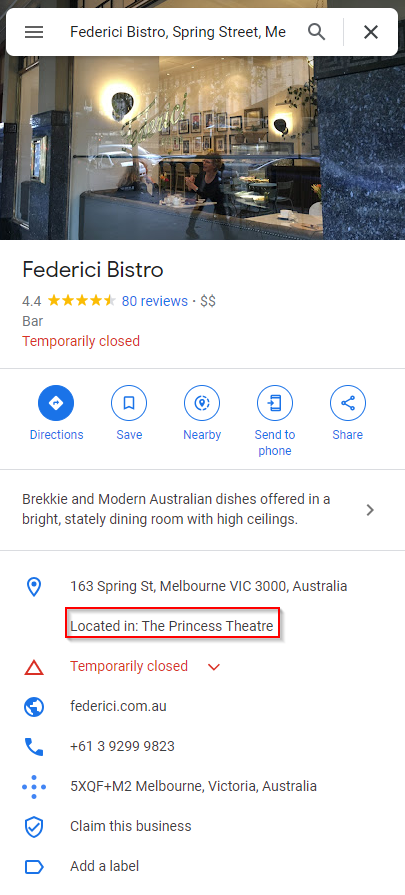 Federici Bistro, Spring Street, Me
Federici
Federici Bistro
4.4 80 reviews · $$
Bar
Temporarily closed
Directions
Save
Nearby
Send to
phone
Share
Brekkie and Modern Australian dishes offered in a
bright, stately dining room with high ceilings.
163 Spring St, Melbourne VIC 3000, Australia
Located in: The Princess Theatre
Temporarily closed
federici.com.au
+61 3 9299 9823
5XQF+M2 Melbourne, Victoria, Australia
Claim this business
Add a label